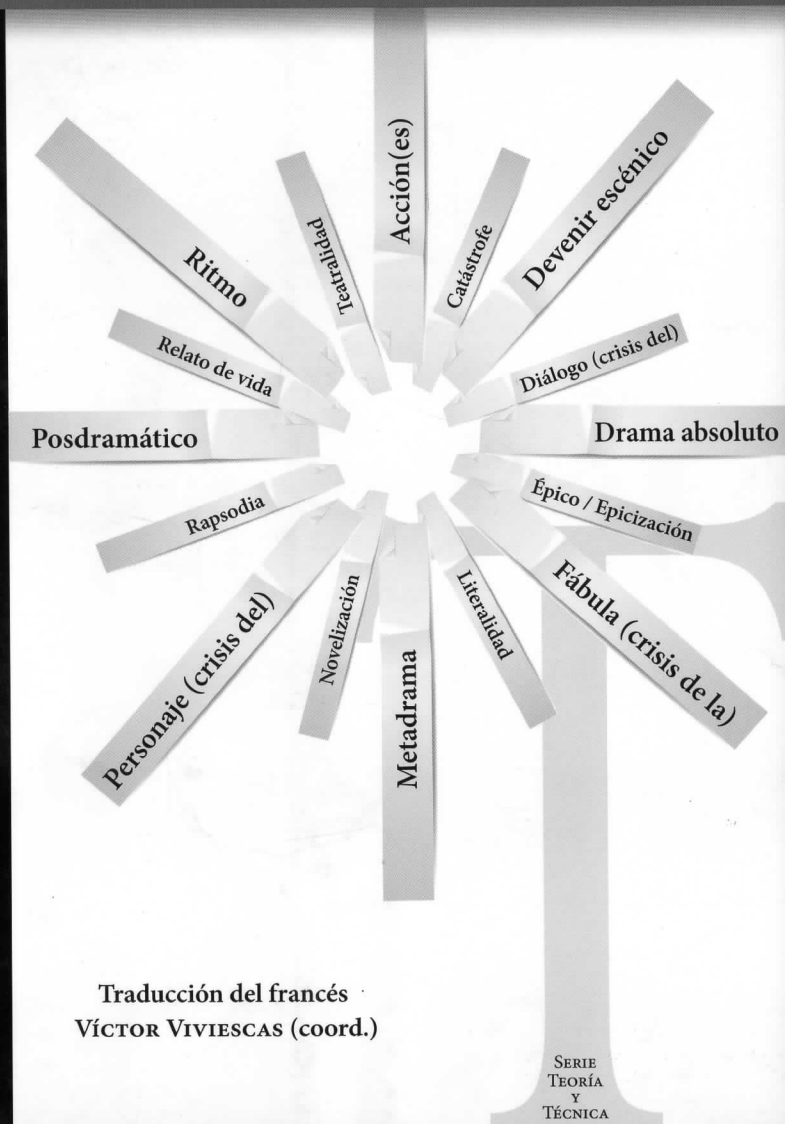 Acción(es)
Catástrofe
Devenir escénico
Diálogo (crisis del)
Drama absoluto
Épico / Epicización
Fábula (crisis de la)
Literalidad
Metadrama
Novelización
Personaje (crisis del)
Rapsodia
Posdramático
Relato de vida
Ritmo
Teatralidad
Traducción del francés
VÍCTOR VIVIESCAS (coord.)
SERIE
TEORÍA
Y
TÉCNICA